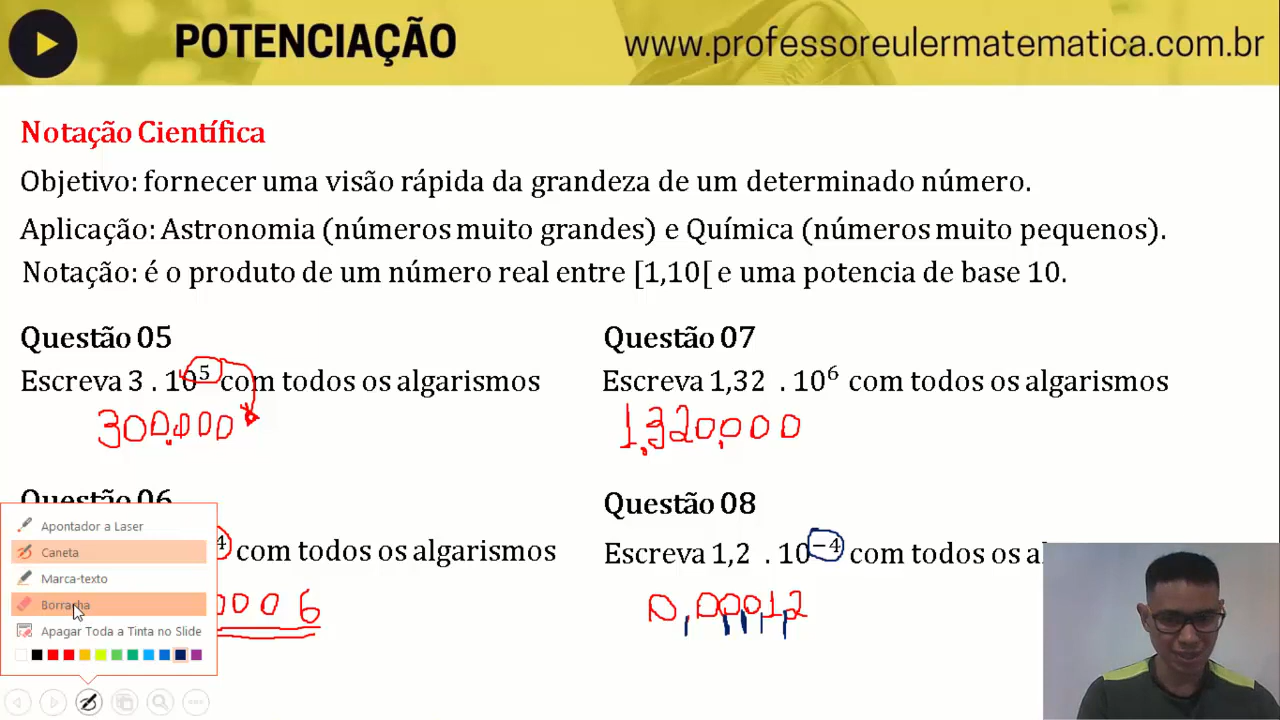 POTENCIAÇÃO
www.professoreulermatematica.com.br
Notação Científica
Objetivo: fornecer uma visão rápida da grandeza de um determinado número.
Aplicação: Astronomia (números muito grandes) e Química (números muito pequenos).
Notação: é o produto de um número real entre [1,10[ e uma potencia de base 10.
Questão 05
Escreva 3 . 10⁵ com todos os algarismos
300.000
Questão 06
4 com todos os algarismos
0006
Questão 07
Escreva 1,32 . 10⁶ com todos os algarismos
1.320.000
Questão 08
Escreva 1,2 . 10⁻⁴ com todos os
0,00012
Apontador a Laser
Caneta
Marca-texto
Borracha
Apagar Toda a Tinta no Slide